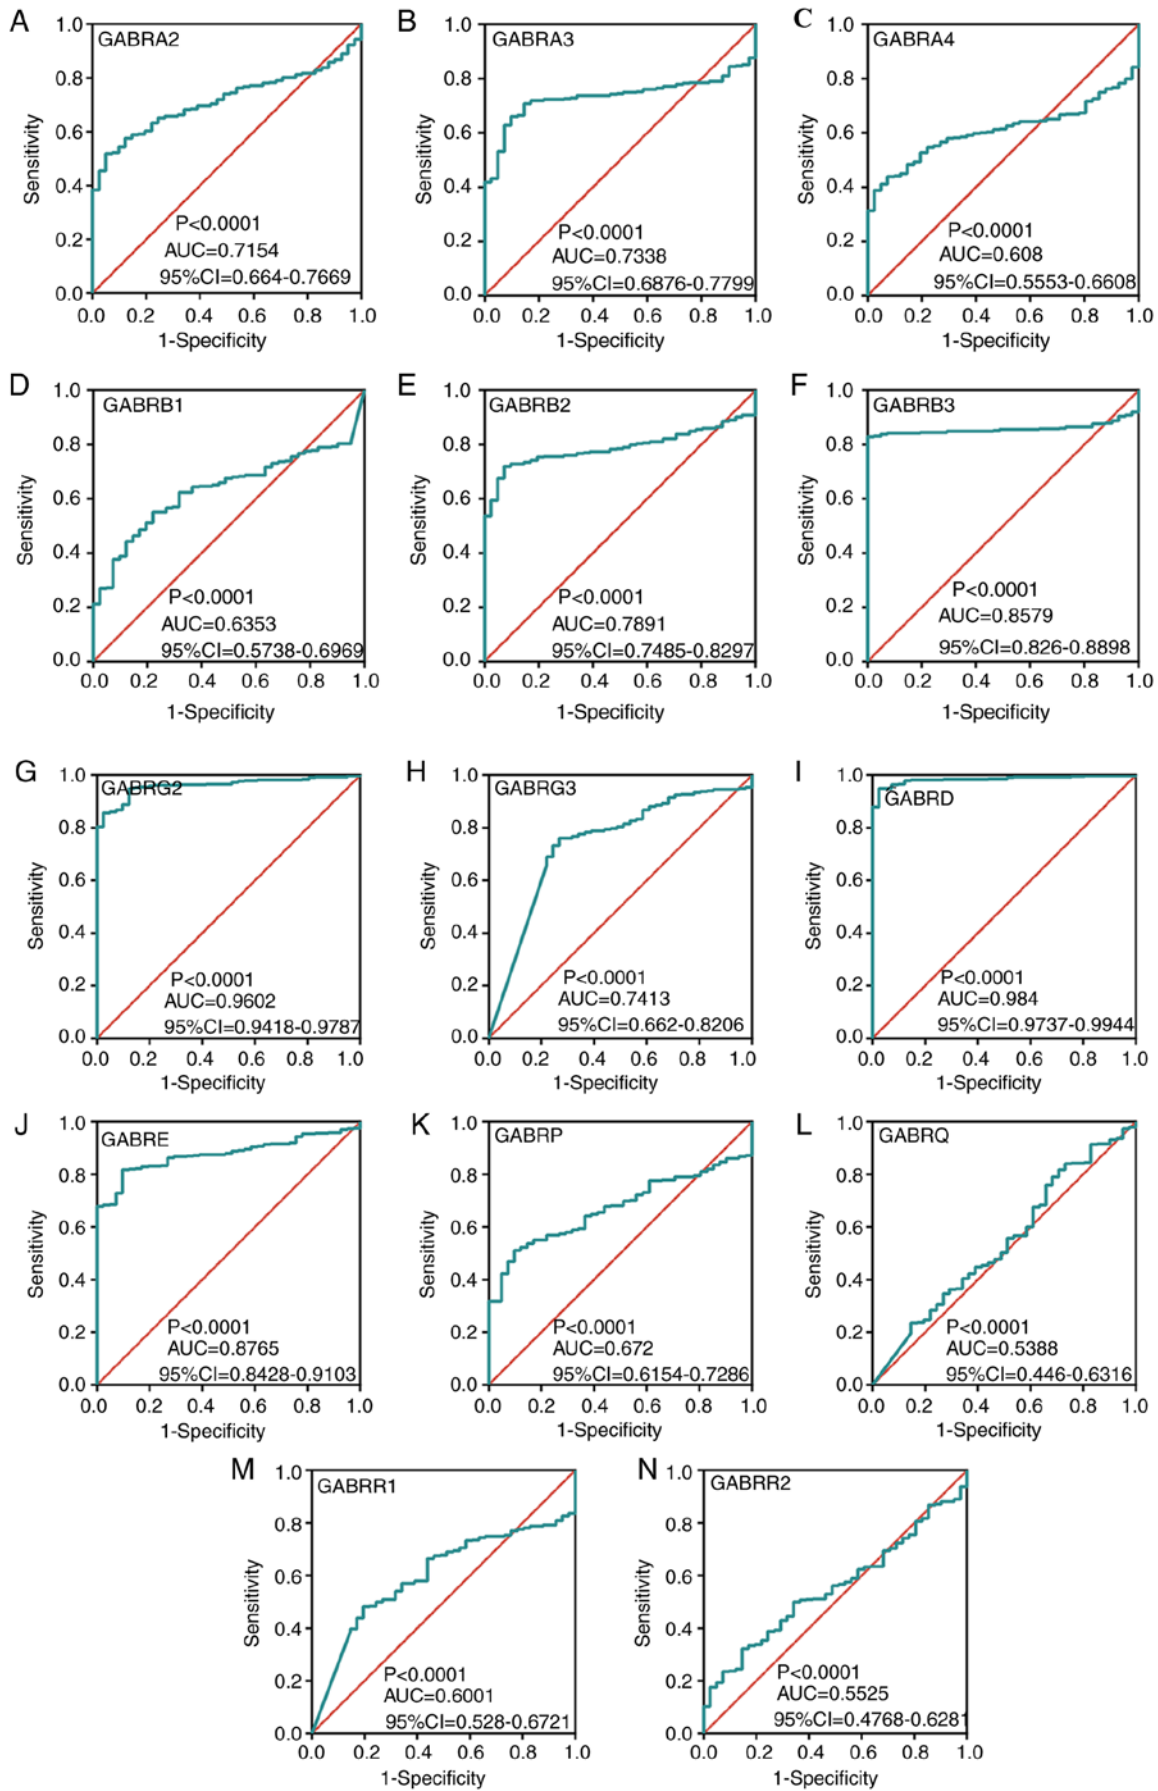 A
GABRA2
1.0
0.8
0.6
0.4
0.2
0.0
Sensitivity
P<0.0001
AUC=0.7154
95%CI=0.664-0.7669
0.0 0.2 0.4 0.6 0.8 1.0
1-Specificity
B
GABRA3
1.0
0.8
0.6
0.4
0.2
0.0
Sensitivity
P<0.0001
AUC=0.7338
95%CI=0.6876-0.7799
0.0 0.2 0.4 0.6 0.8 1.0
1-Specificity
C
GABRA4
1.0
0.8
0.6
0.4
0.2
0.0
Sensitivity
P<0.0001
AUC=0.608
95%CI=0.5553-0.6608
0.0 0.2 0.4 0.6 0.8 1.0
1-Specificity
D
GABRB1
1.0
0.8
0.6
0.4
0.2
0.0
Sensitivity
P<0.0001
AUC=0.6353
95%CI=0.5738-0.6969
0.0 0.2 0.4 0.6 0.8 1.0
1-Specificity
E
GABRB2
1.0
0.8
0.6
0.4
0.2
0.0
Sensitivity
P<0.0001
AUC=0.7891
95%CI=0.7485-0.8297
0.0 0.2 0.4 0.6 0.8 1.0
1-Specificity
F
GABRB3
1.0
0.8
0.6
0.4
0.2
0.0
Sensitivity
P<0.0001
AUC=0.8579
95%CI=0.826-0.8898
0.0 0.2 0.4 0.6 0.8 1.0
1-Specificity
G
GABRG2
1.0
0.8
0.6
0.4
0.2
0.0
Sensitivity
P<0.0001
AUC=0.9602
95%CI=0.9418-0.9787
0.0 0.2 0.4 0.6 0.8 1.0
1-Specificity
H
GABRG3
1.0
0.8
0.6
0.4
0.2
0.0
Sensitivity
P<0.0001
AUC=0.7413
95%CI=0.662-0.8206
0.0 0.2 0.4 0.6 0.8 1.0
1-Specificity
I
GABRD
1.0
0.8
0.6
0.4
0.2
0.0
Sensitivity
P<0.0001
AUC=0.984
95%CI=0.9737-0.9944
0.0 0.2 0.4 0.6 0.8 1.0
1-Specificity
J
GABRE
1.0
0.8
0.6
0.4
0.2
0.0
Sensitivity
P<0.0001
AUC=0.8765
95%CI=0.8428-0.9103
0.0 0.2 0.4 0.6 0.8 1.0
1-Specificity
K
GABRP
1.0
0.8
0.6
0.4
0.2
0.0
Sensitivity
P<0.0001
AUC=0.672
95%CI=0.6154-0.7286
0.0 0.2 0.4 0.6 0.8 1.0
1-Specificity
L
GABRQ
1.0
0.8
0.6
0.4
0.2
0.0
Sensitivity
P<0.0001
AUC=0.5388
95%CI=0.446-0.6316
0.0 0.2 0.4 0.6 0.8 1.0
1-Specificity
M
GABRR1
1.0
0.8
0.6
0.4
0.2
0.0
Sensitivity
P<0.0001
AUC=0.6001
95%CI=0.528-0.6721
0.0 0.2 0.4 0.6 0.8 1.0
1-Specificity
N
GABRR2
1.0
0.8
0.6
0.4
0.2
0.0
Sensitivity
P<0.0001
AUC=0.5525
95%CI=0.4768-0.6281
0.0 0.2 0.4 0.6 0.8 1.0
1-Specificity